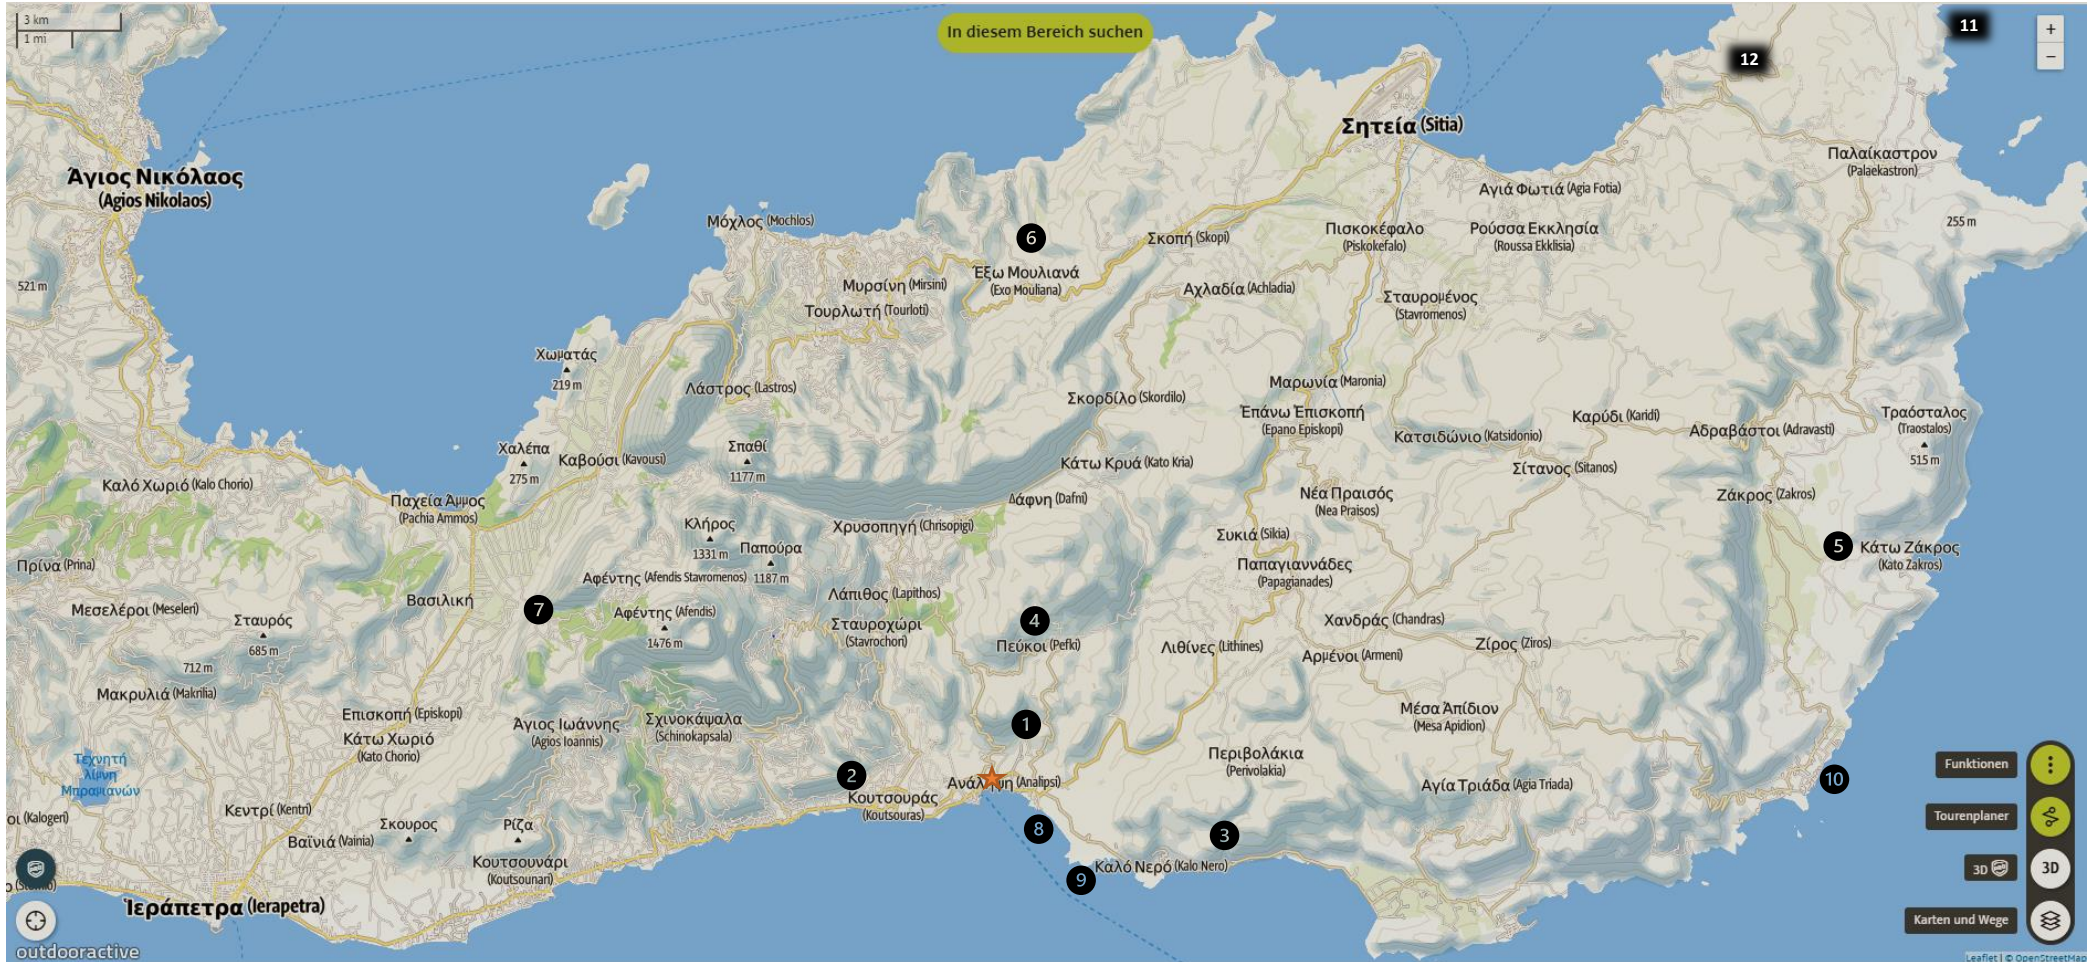 3 km
1 mi
In diesem Bereich suchen
11
12
+
−
Σητεία (Sitia)
Παλαίκαστρον
(Palaekastron)
Άγιος Νικόλαος
(Agios Nikolaos)
Αγιά Φωτιά (Agia Fotia)
Μόχλος (Mochlos)
255 m
6
Σκοπή (Skopi)
Πισκοκέφαλο
(Piskokefalo)
Ρούσσα Εκκλησία
(Roussa Ekklisia)
521 m
Έξω Μουλιανά
(Exo Mouliana)
Μυρσίνη (Mirsini)
Αχλαδία (Achladia)
Σταυρομένος
(Stavromenos)
Τουρλωτή (Tourloti)
Χωματάς
219 m
Λάστρος (Lastros)
Σκορδίλο (Skordilo)
Μαρωνία (Maronia)
Έπάνω Έπισκοπή
(Epano Episkopi)
Καρύδι (Karidi)
Τραόσταλος
(Traostalos)
515 m
Αδραβάστοι (Adravasti)
Κατσιδώνιο (Katsidonio)
Χαλέπα
275 m
Καβούσι (Kavousi)
Σπαθί
1177 m
Κάτω Κρυά (Kato Kria)
Σίτανος (Sitanos)
Καλό Χωριό (Kalo Chorio)
Παχεία Άμμος
(Pachia Ammos)
Δάφνη (Dafni)
Νέα Πραισός
(Nea Praisos)
Ζάκρος (Zakros)
Κλήρος
1331 m
Χρυσοπηγή (Chrisopigi)
Συκιά (Sikia)
Παπούρα
1187 m
5
Κάτω Ζάκρος
(Kato Zakros)
Πρίνα (Prina)
Αφέντης (Afendis Stavromenos)
Παπαγιαννάδες
(Papagianades)
Βασιλική
Λάπιθος (Lapithos)
Μεσελέροι (Meseleri)
7
Αφέντης (Afendis)
1476 m
Σταυροχώρι
(Stavrochori)
4
Πεύκοι (Pefki)
Σταυρός
685 m
Χανδράς (Chandras)
Λιθίνες (Lithines)
Αρμένοι (Armeni)
Ζίρος (Ziros)
712 m
Μακρυλιά (Makrilia)
Επισκοπή (Episkopi)
Άγιος Ιωάννης
(Agios Ioannis)
Σχινοκάψαλα
(Schinokapsala)
1
Μέσα Άπίδιον
(Mesa Apidion)
Κάτω Χωριό
(Kato Chorio)
Τεχνητή
λίμνη
Μπραμιανών
Περιβολάκια
(Perivolakia)
2
Αγία Τριάδα (Agia Triada)
10
Funktionen
Κουτσουράς
(Koutsouras)
(Analipsi)
οι (Kalogeri)
Κεντρί (Kentri)
Σκουρος
Ρίζα
8
3
Tourenplaner
Βαϊνιά (Vainia)
Κουτσουνάρι
(Koutsounari)
9
Καλό Νερό (Kalo Nero)
3D
3D
Ἱεράπετρα (Ierapetra)
Karten und Wege
outdooractive
Leaflet | © OpenStreetMap